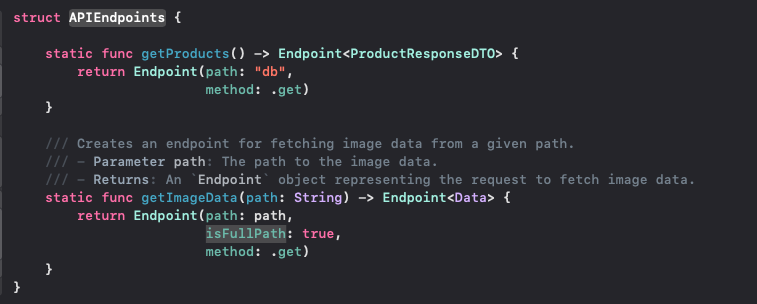 struct APIEndpoints {
static func getProducts() -> Endpoint<ProductResponseDTO> {
return Endpoint(path: "db",
method: .get)
}
/// Creates an endpoint for fetching image data from a given path.
/// - Parameter path: The path to the image data.
/// - Returns: An `Endpoint` object representing the request to fetch image data.
static func getImageData(path: String) -> Endpoint<Data> {
return Endpoint(path: path,
isFullPath: true,
method: .get)
}
}